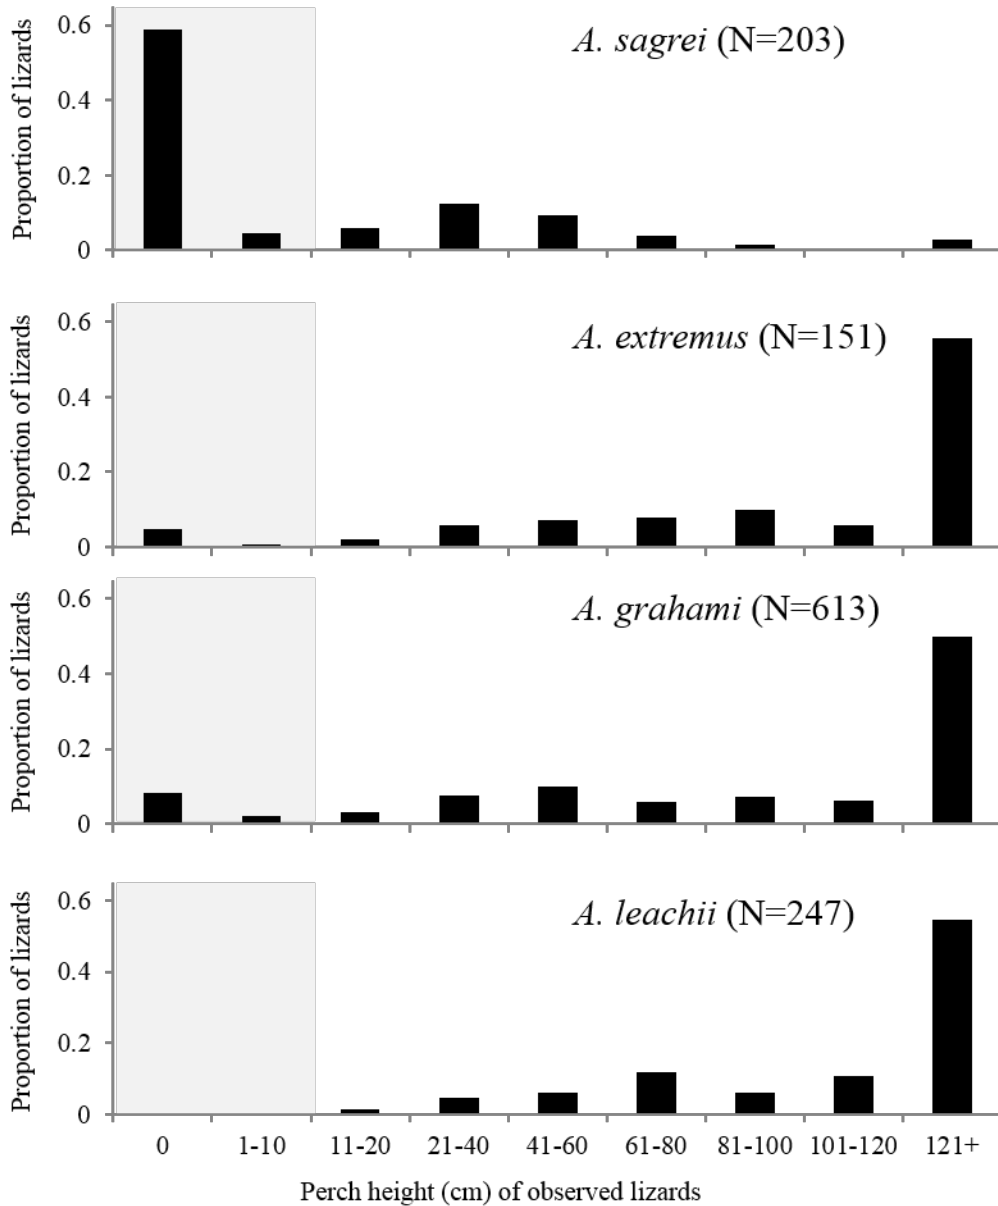 A. sagrei (N=203)
Proportion of lizards
0.6
0.4
0.2
0
A. extremus (N=151)
Proportion of lizards
0.6
0.4
0.2
0
A. grahami (N=613)
Proportion of lizards
0.6
0.4
0.2
0
A. leachii (N=247)
Proportion of lizards
0.6
0.4
0.2
0
0 1-10 11-20 21-40 41-60 61-80 81-100 101-120 121+
Perch height (cm) of observed lizards